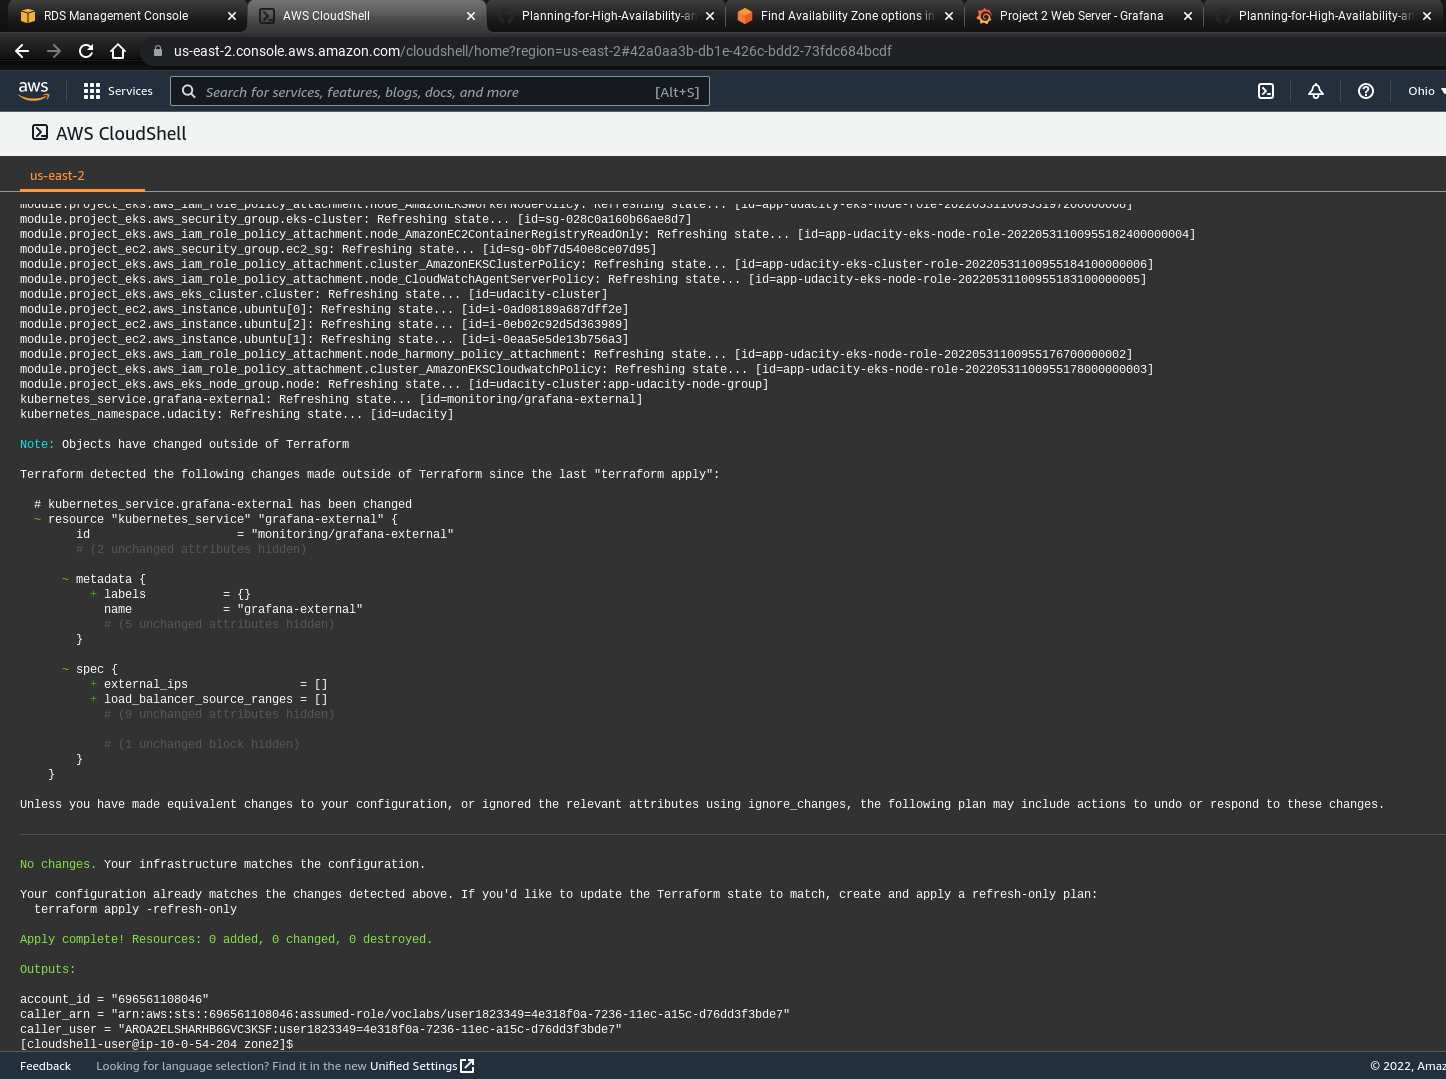 RDS Management Console
AWS CloudShell
Planning-for-High-Availability-an
Find Availability Zone options in
Project 2 Web Server - Grafana
Planning-for-High-Availability-an
us-east-2.console.aws.amazon.com/cloudshell/home?region=us-east-2#42a0aa3b-db1e-426c-bdd2-73fdc684bcdf
aws
Services
Search for services, features, blogs, docs, and more
[Alt+S]
Ohio
AWS CloudShell
us-east-2
module.project_eks.aws_iam_role_policy_attachment.node_AmazonEKSWorkerNodePolicy: Refreshing state... [id=app-udacity-eks-node-role-20220531100955197200000008]
module.project_eks.aws_security_group.eks-cluster: Refreshing state... [id=sg-028c0a160b66ae8d7]
module.project_eks.aws_iam_role_policy_attachment.node_AmazonEC2ContainerRegistryReadOnly: Refreshing state... [id=app-udacity-eks-node-role-20220531100955182400000004]
module.project_ec2.aws_security_group.ec2_sg: Refreshing state... [id=sg-0bf7d540e8ce07d95]
module.project_eks.aws_iam_role_policy_attachment.cluster_AmazonEKSClusterPolicy: Refreshing state... [id=app-udacity-eks-cluster-role-20220531100955184100000006]
module.project_eks.aws_iam_role_policy_attachment.node_CloudWatchAgentServerPolicy: Refreshing state... [id=app-udacity-eks-node-role-20220531100955183100000005]
module.project_eks.aws_eks_cluster.cluster: Refreshing state... [id=udacity-cluster]
module.project_ec2.aws_instance.ubuntu[0]: Refreshing state... [id=i-0ad08189a687dff2e]
module.project_ec2.aws_instance.ubuntu[2]: Refreshing state... [id=i-0eb02c92d5d363989]
module.project_ec2.aws_instance.ubuntu[1]: Refreshing state... [id=i-0eaa5e5de13b756a3]
module.project_eks.aws_iam_role_policy_attachment.node_harmony_policy_attachment: Refreshing state... [id=app-udacity-eks-node-role-20220531100955176700000002]
module.project_eks.aws_iam_role_policy_attachment.cluster_AmazonEKSCloudwatchPolicy: Refreshing state... [id=app-udacity-eks-node-role-20220531100955178000000003]
module.project_eks.aws_eks_node_group.node: Refreshing state... [id=udacity-cluster:app-udacity-node-group]
kubernetes_service.grafana-external: Refreshing state... [id=monitoring/grafana-external]
kubernetes_namespace.udacity: Refreshing state... [id=udacity]
Note: Objects have changed outside of Terraform
Terraform detected the following changes made outside of Terraform since the last "terraform apply":
# kubernetes_service.grafana-external has been changed
~ resource "kubernetes_service" "grafana-external" {
id = "monitoring/grafana-external"
# (2 unchanged attributes hidden)
~ metadata {
+ labels = {}
name = "grafana-external"
# (5 unchanged attributes hidden)
}
~ spec {
+ external_ips = []
+ load_balancer_source_ranges = []
# (9 unchanged attributes hidden)
# (1 unchanged block hidden)
}
}
Unless you have made equivalent changes to your configuration, or ignored the relevant attributes using ignore_changes, the following plan may include actions to undo or respond to these changes.
No changes. Your infrastructure matches the configuration.
Your configuration already matches the changes detected above. If you'd like to update the Terraform state to match, create and apply a refresh-only plan:
terraform apply -refresh-only
Apply complete! Resources: 0 added, 0 changed, 0 destroyed.
Outputs:
account_id = "696561108046"
caller_arn = "arn:aws:sts::696561108046:assumed-role/voclabs/user1823349=4e318f0a-7236-11ec-a15c-d76dd3f3bde7"
caller_user = "AROA2ELSHARHB6GVC3KSF:user1823349=4e318f0a-7236-11ec-a15c-d76dd3f3bde7"
[cloudshell-user@ip-10-0-54-204 zone2]$
Feedback
Looking for language selection? Find it in the new Unified Settings
© 2022, Amaz